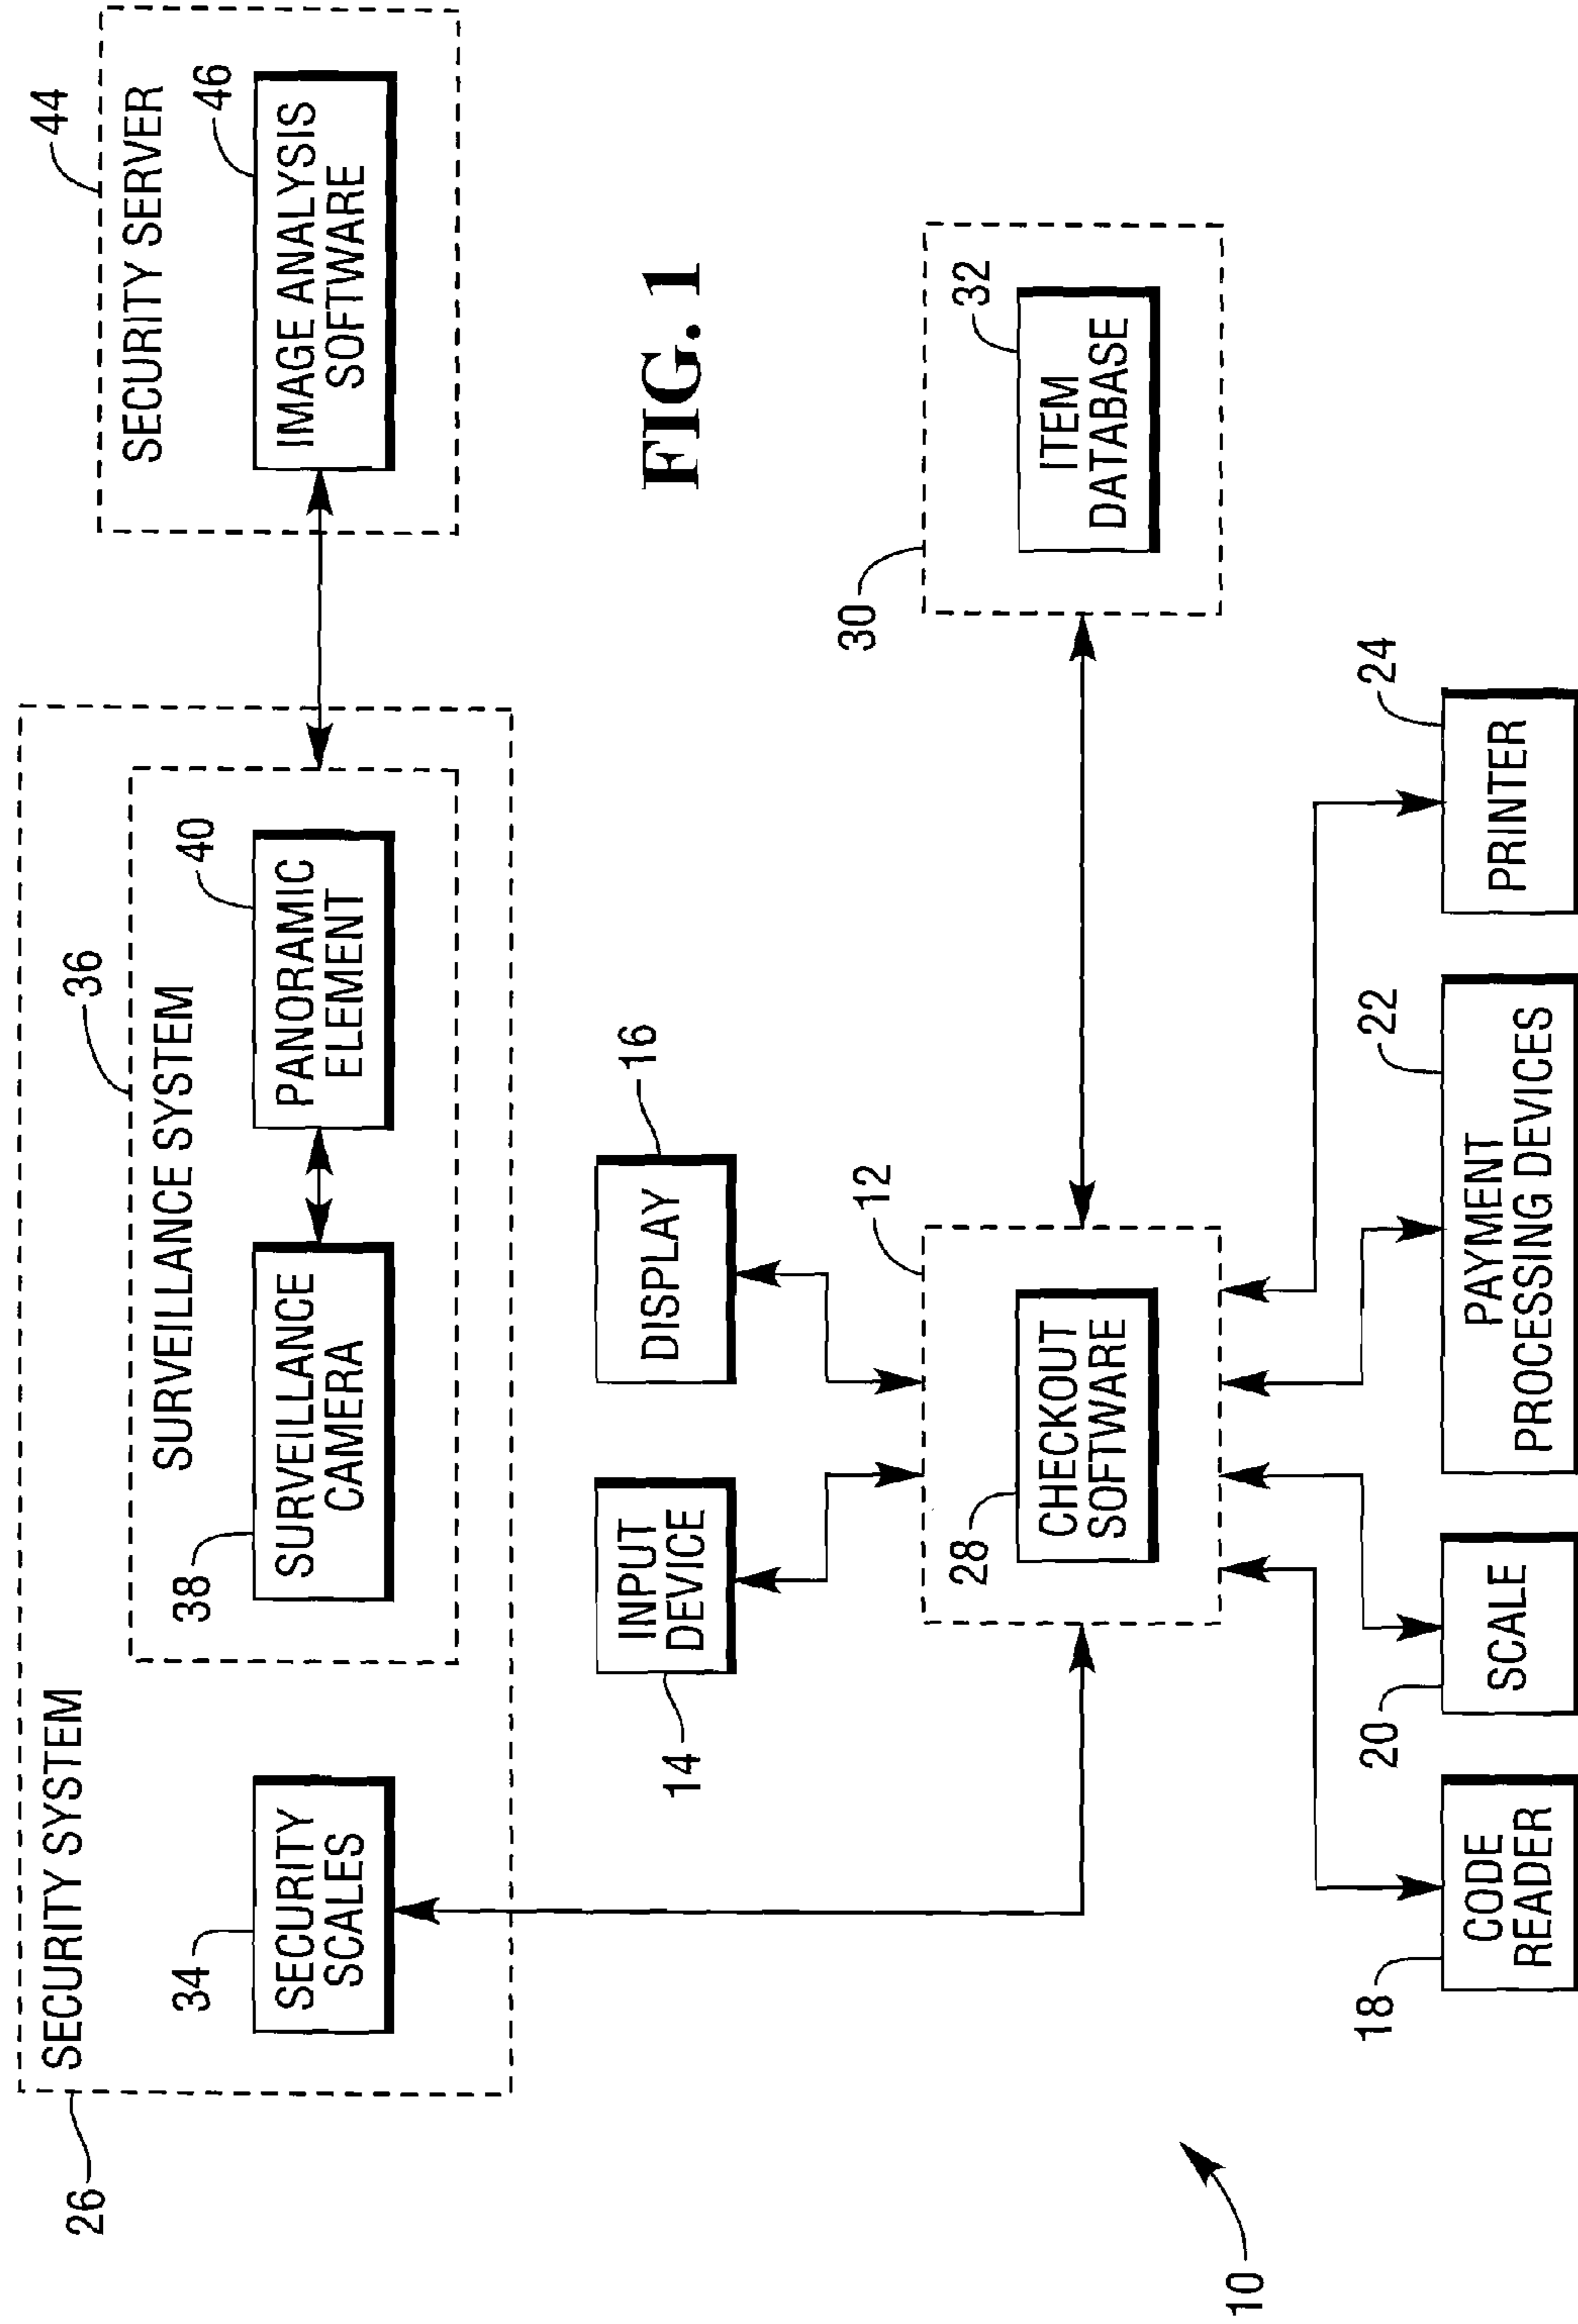 26
SECURITY SYSTEM
36
SURVEILLANCE SYSTEM
34
SECURITY
SCALES
38
SURVEILLANCE
CAMERA
40
PANORAMIC
ELEMENT
44
SECURITY SERVER
46
IMAGE ANALYSIS
SOFTWARE
14
INPUT
DEVICE
16
DISPLAY
FIG. 1
12
28
CHECKOUT
SOFTWARE
30
32
ITEM
DATABASE
10
18
CODE
READER
20
SCALE
22
PAYMENT
PROCESSING DEVICES
24
PRINTER